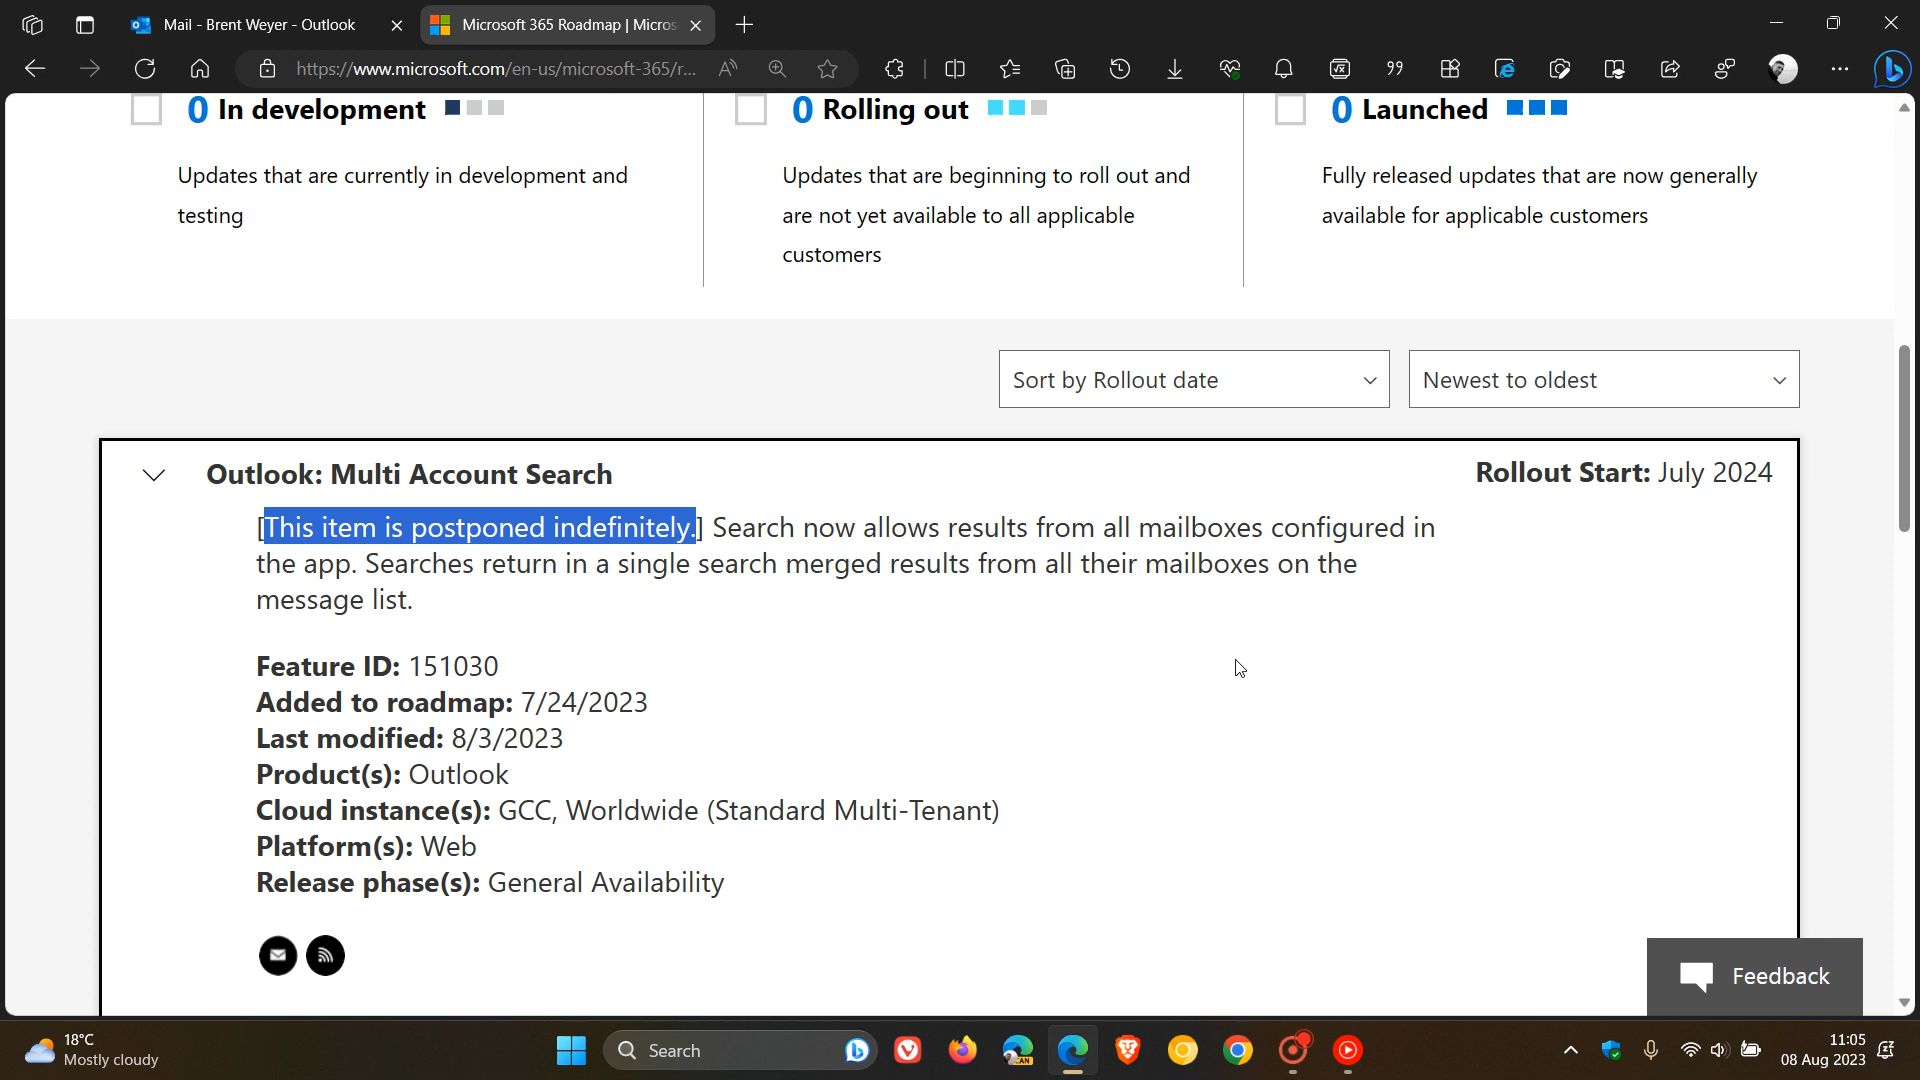 Mail - Brent Weyer - Outlook
Microsoft 365 Roadmap | Micros
https://www.microsoft.com/en-us/microsoft-365/r...
0 In development
0 Rolling out
0 Launched
Updates that are currently in development and
testing
Updates that are beginning to roll out and
are not yet available to all applicable
customers
Fully released updates that are now generally
available for applicable customers
Sort by Rollout date
Newest to oldest
Outlook: Multi Account Search
Rollout Start: July 2024
[This item is postponed indefinitely.] Search now allows results from all mailboxes configured in
the app. Searches return in a single search merged results from all their mailboxes on the
message list.
Feature ID: 151030
Added to roadmap: 7/24/2023
Last modified: 8/3/2023
Product(s): Outlook
Cloud instance(s): GCC, Worldwide (Standard Multi-Tenant)
Platform(s): Web
Release phase(s): General Availability
Feedback
18°C
Mostly cloudy
Search
CAN
11:05
08 Aug 2023